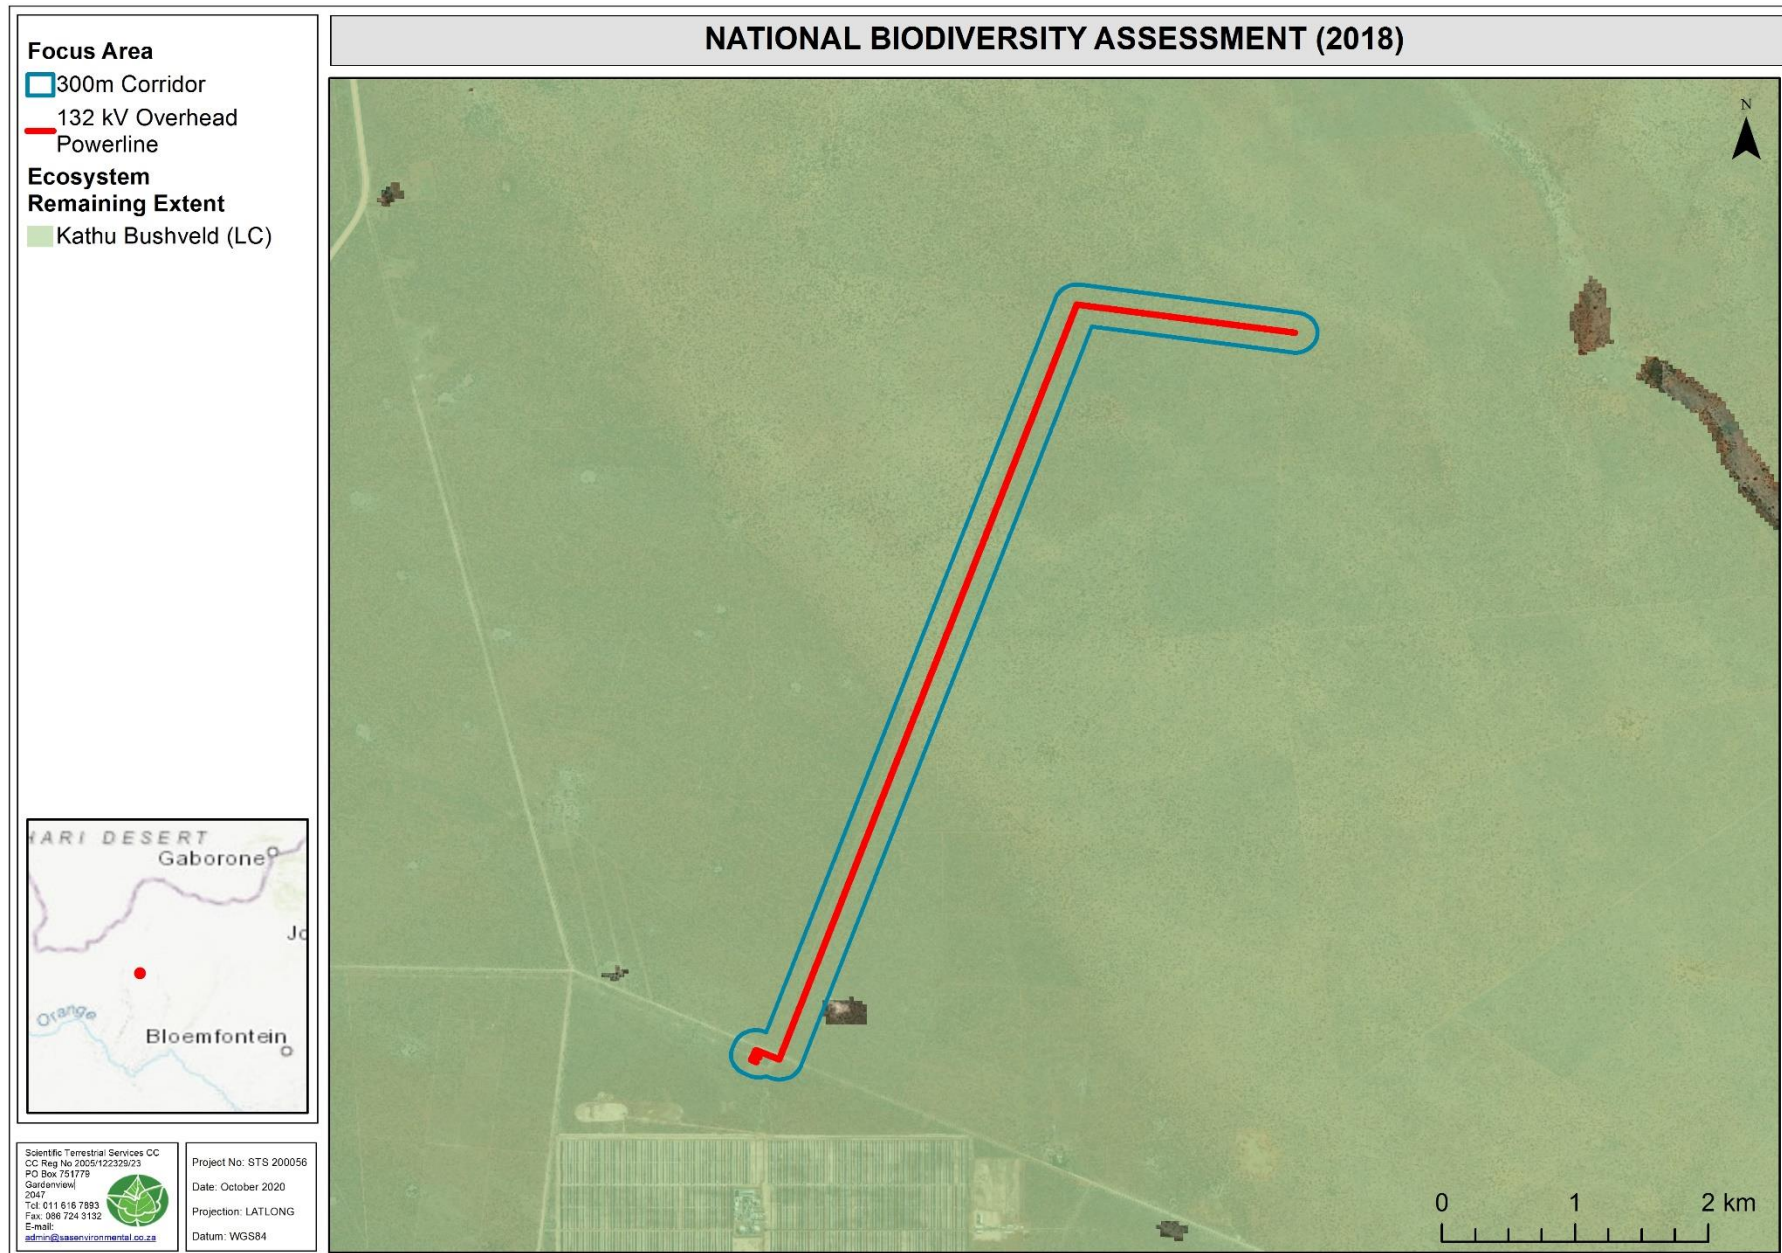 NATIONAL BIODIVERSITY ASSESSMENT (2018)
Focus Area
300m Corridor
132 kV Overhead
Powerline
Ecosystem
Remaining Extent
Kathu Bushveld (LC)
N
HARI DESERT
Gaborone
Jo
Orange
Bloemfontein
Scientific Terrestrial Services CC
CC Reg No 2005/122329/23
PO Box 751779
Gardenview
2047
Tel: 011 616 7893
Fax: 086 724 3132
E-mail:
admin@sasenvironmental.co.za
Project No: STS 200056
Date: October 2020
Projection: LATLONG
Datum: WGS84
0 1 2 km